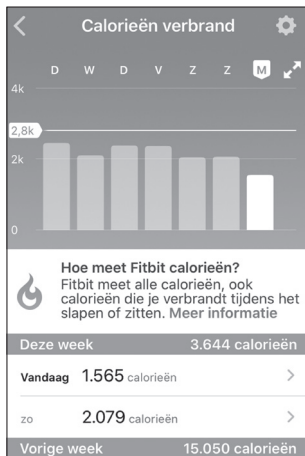 Calorieën verbrand
D W D V Z Z M
4k
2,8k
2k
0
Hoe meet Fitbit calorieën?
Fitbit meet alle calorieën, ook
calorieën die je verbrandt tijdens het
slapen of zitten. Meer informatie
Deze week 3.644 calorieën
Vandaag 1.565 calorieën
zo 2.079 calorieën
Vorige week 15.050 calorieën